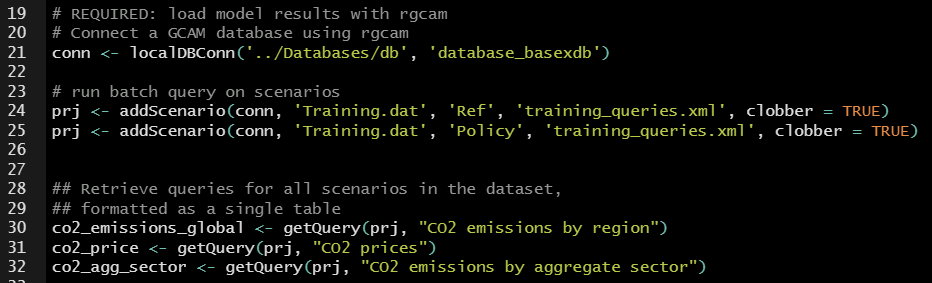 19 # REQUIRED: load model results with rgcam
20 # Connect a GCAM database using rgcam
21 conn <- localDBConn('../Databases/db', 'database_basexdb')
22
23 # run batch query on scenarios
24 prj <- addScenario(conn, 'Training.dat', 'Ref', 'training_queries.xml', clobber = TRUE)
25 prj <- addScenario(conn, 'Training.dat', 'Policy', 'training_queries.xml', clobber = TRUE)
26
27
28 ## Retrieve queries for all scenarios in the dataset,
29 ## formatted as a single table
30 co2_emissions_global <- getQuery(prj, "CO2 emissions by region")
31 co2_price <- getQuery(prj, "CO2 prices")
32 co2_agg_sector <- getQuery(prj, "CO2 emissions by aggregate sector")